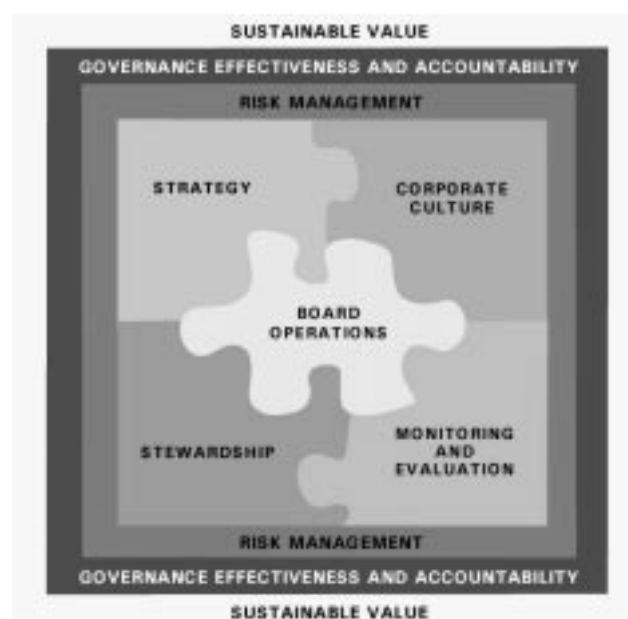 SUSTAINABLE VALUE
GOVERNANCE EFFECTIVENESS AND ACCOUNTABILITY
RISK MANAGEMENT
STRATEGY
CORPORATE
CULTURE
BOARD
OPERATIONS
STEWARDSHIP
MONITORING
AND
EVALUATION
RISK MANAGEMENT
GOVERNANCE EFFECTIVENESS AND ACCOUNTABILITY
SUSTAINABLE VALUE